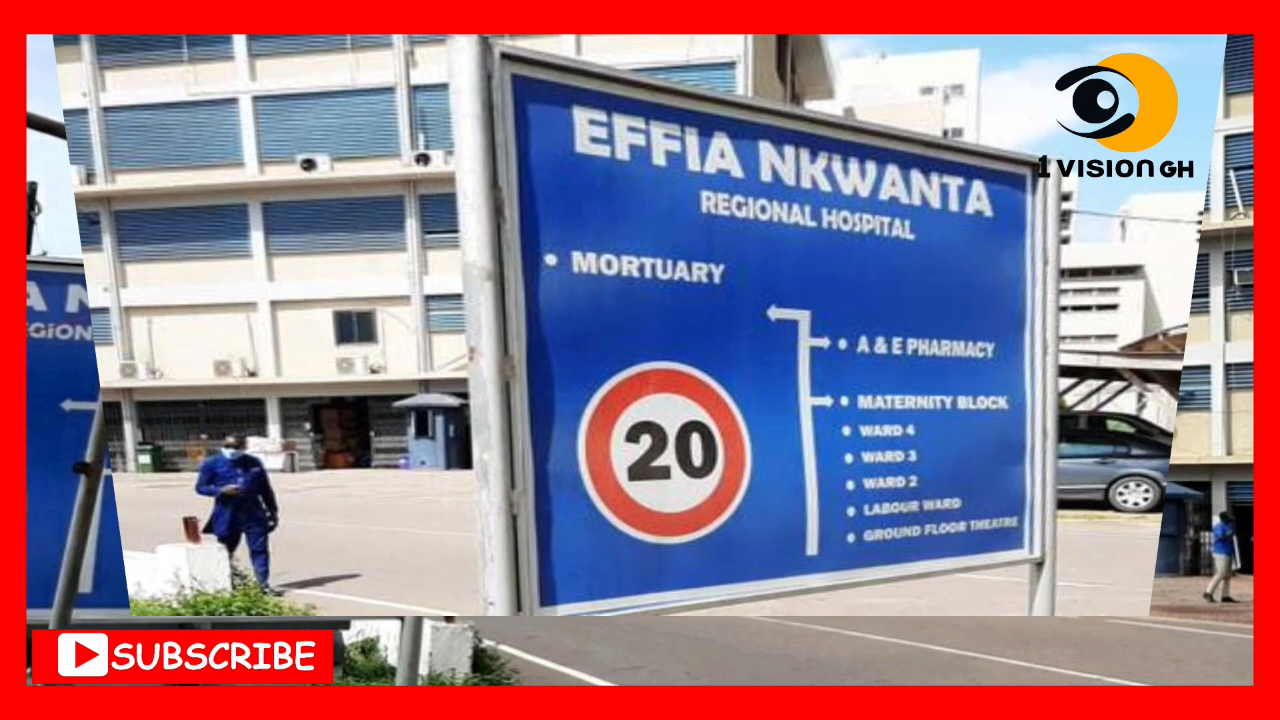 EFFIA NKWANTA
REGIONAL HOSPITAL
• MORTUARY
• A & E PHARMACY
• MATERNITY BLOCK
• WARD 4
• WARD 3
• WARD 2
• LABOUR WARD
• GROUND FLOOR THEATRE
20
1 VISION GH
SUBSCRIBE